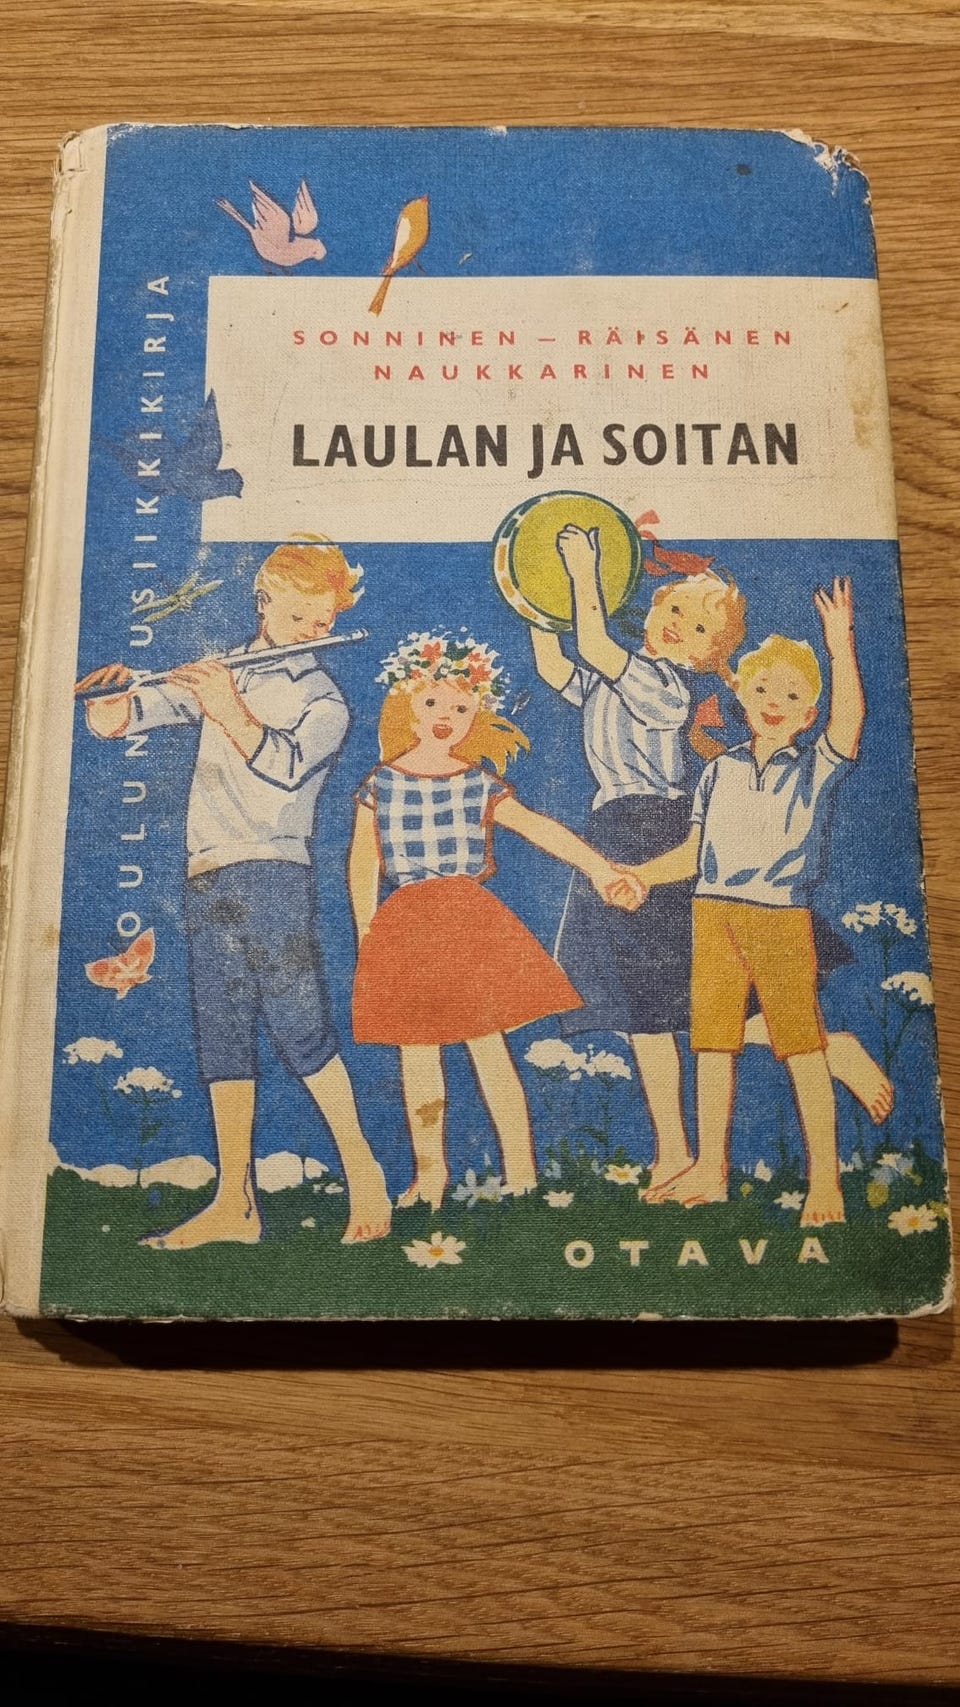 SONNINEN — RÄISÄNEN
NAUKKARINEN
LAULAN JA SOITAN
KOULUN MUSIIKKIKIRJA
OTAVA